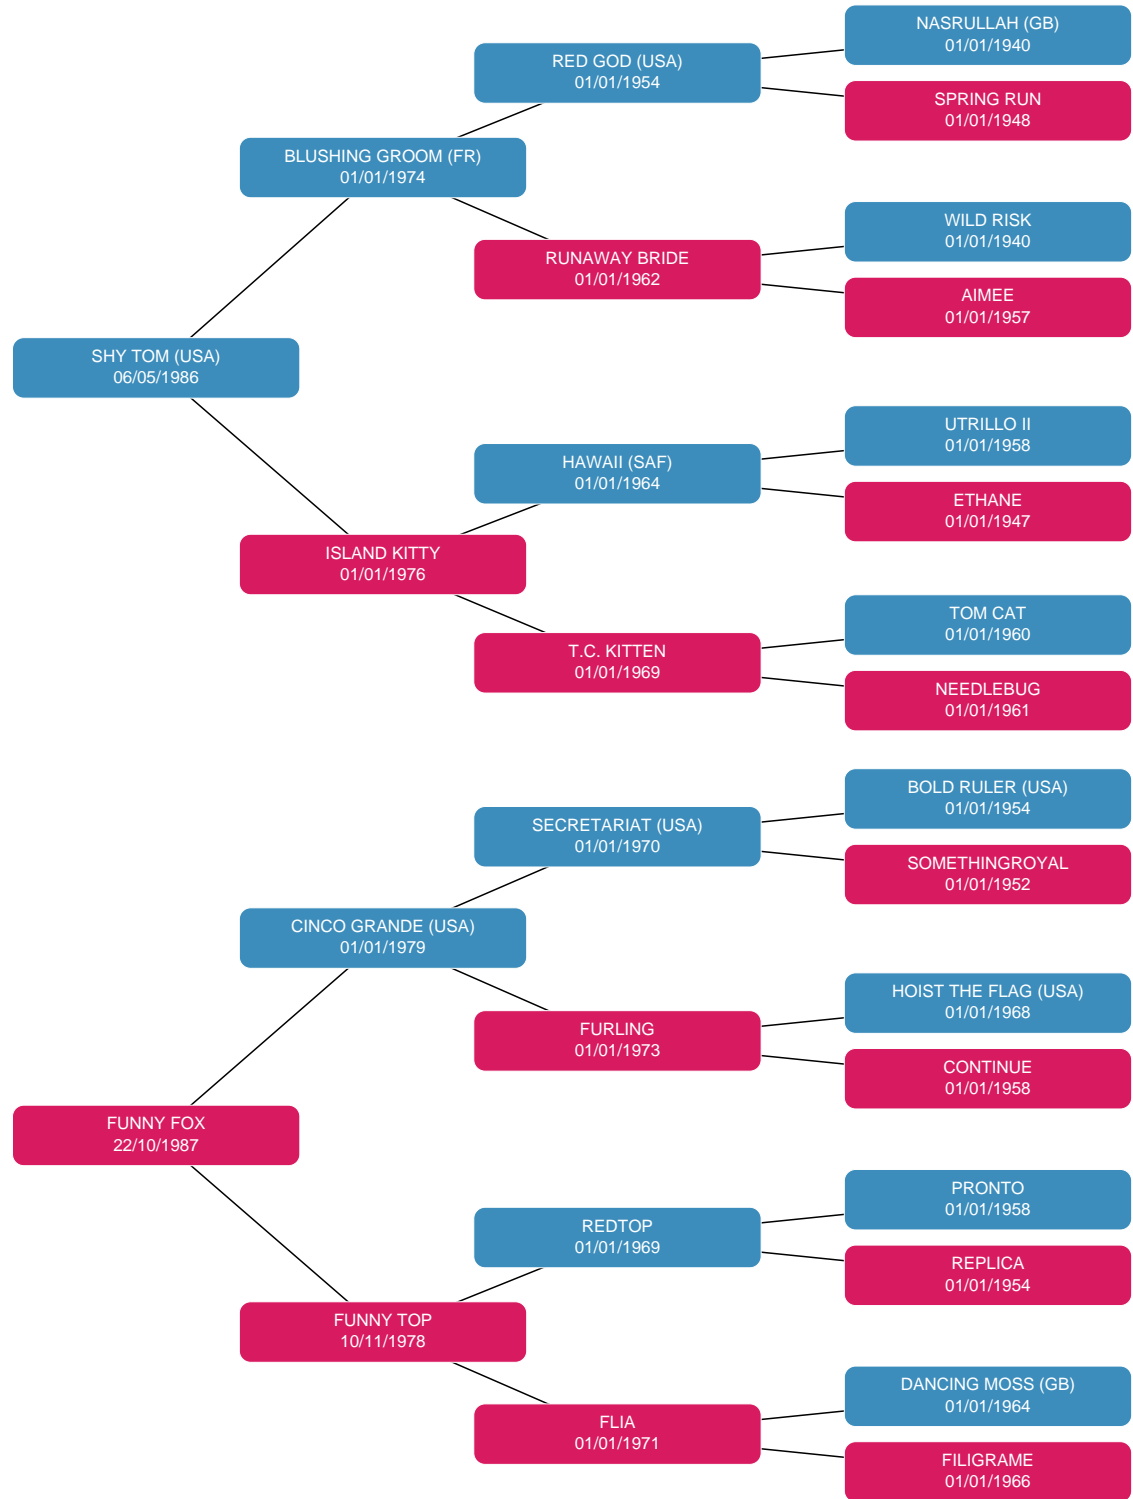 NASRULLAH (GB)
01/01/1940
RED GOD (USA)
01/01/1954
SPRING RUN
01/01/1948
BLUSHING GROOM (FR)
01/01/1974
WILD RISK
01/01/1940
RUNAWAY BRIDE
01/01/1962
AIMEE
01/01/1957
SHY TOM (USA)
06/05/1986
UTRILLO II
01/01/1958
HAWAII (SAF)
01/01/1964
ETHANE
01/01/1947
ISLAND KITTY
01/01/1976
TOM CAT
01/01/1960
T.C. KITTEN
01/01/1969
NEEDLEBUG
01/01/1961
BOLD RULER (USA)
01/01/1954
SECRETARIAT (USA)
01/01/1970
SOMETHINGROYAL
01/01/1952
CINCO GRANDE (USA)
01/01/1979
HOIST THE FLAG (USA)
01/01/1968
FURLING
01/01/1973
CONTINUE
01/01/1958
FUNNY FOX
22/10/1987
PRONTO
01/01/1958
REDTOP
01/01/1969
REPLICA
01/01/1954
FUNNY TOP
10/11/1978
DANCING MOSS (GB)
01/01/1964
FLIA
01/01/1971
FILIGRAME
01/01/1966